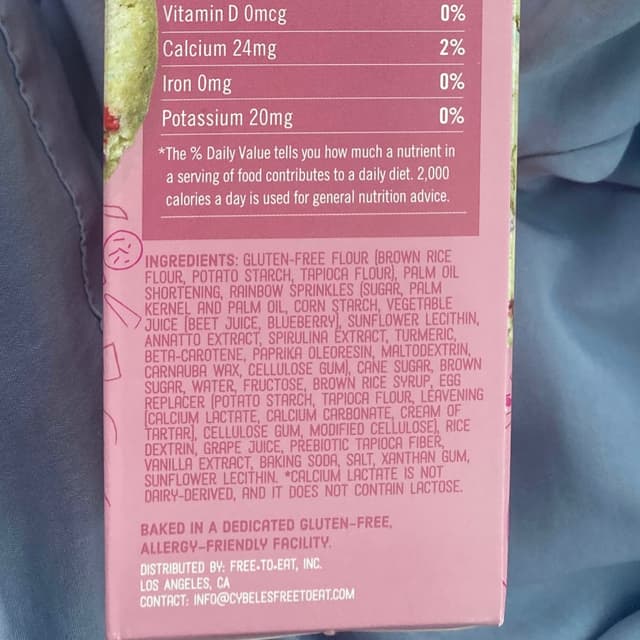 Vitamin D 0mcg 0%
Calcium 24mg 2%
Iron 0mg 0%
Potassium 20mg 0%
*The % Daily Value tells you how much a nutrient in
a serving of food contributes to a daily diet. 2,000
calories a day is used for general nutrition advice.
INGREDIENTS: GLUTEN-FREE FLOUR (BROWN RICE
FLOUR, POTATO STARCH, TAPIOCA FLOUR), PALM OIL
SHORTENING, RAINBOW SPRINKLES (SUGAR, PALM
KERNEL AND PALM OIL, CORN STARCH, VEGETABLE
JUICE [BEET JUICE, BLUEBERRY], SUNFLOWER LECITHIN,
ANNATTO EXTRACT, SPIRULINA EXTRACT, TURMERIC,
BETA-CAROTENE, PAPRIKA OLEORESIN, MALTODEXTRIN,
CARNAUBA WAX, CELLULOSE GUM), CANE SUGAR, BROWN
SUGAR, WATER, FRUCTOSE, BROWN RICE SYRUP, EGG
REPLACER (POTATO STARCH, TAPIOCA FLOUR, LEAVENING
[CALCIUM LACTATE, CALCIUM CARBONATE, CREAM OF
TARTAR], CELLULOSE GUM, MODIFIED CELLULOSE), RICE
DEXTRIN, GRAPE JUICE, PREBIOTIC TAPIOCA FIBER,
VANILLA EXTRACT, BAKING SODA, SALT, XANTHAN GUM,
SUNFLOWER LECITHIN. *CALCIUM LACTATE IS NOT
DAIRY-DERIVED, AND IT DOES NOT CONTAIN LACTOSE.
BAKED IN A DEDICATED GLUTEN-FREE,
ALLERGY-FRIENDLY FACILITY.
DISTRIBUTED BY: FREE•TO•EAT, INC.
LOS ANGELES, CA
CONTACT: INFO@CYBELESFREETOEAT.COM